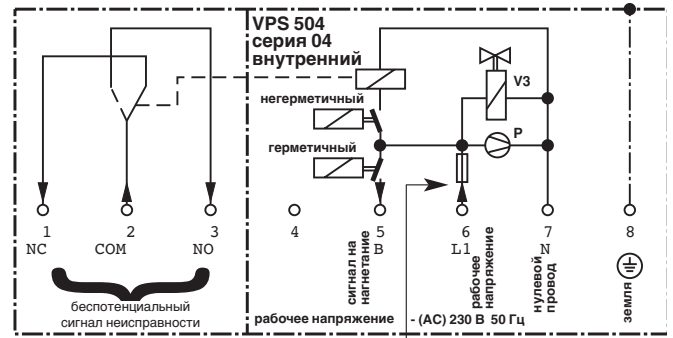 VPS 504
серия 04
внутренний
V3
негерметичный
P
герметичный
1 2 3 4 5 6 7 8
NC COM NO B L1 N
сигнал на
нагнетание
рабочее
напряжение
нулевой
провод
земля
беспотенциальный
сигнал неисправности
рабочее напряжение - (AC) 230 В 50 Гц